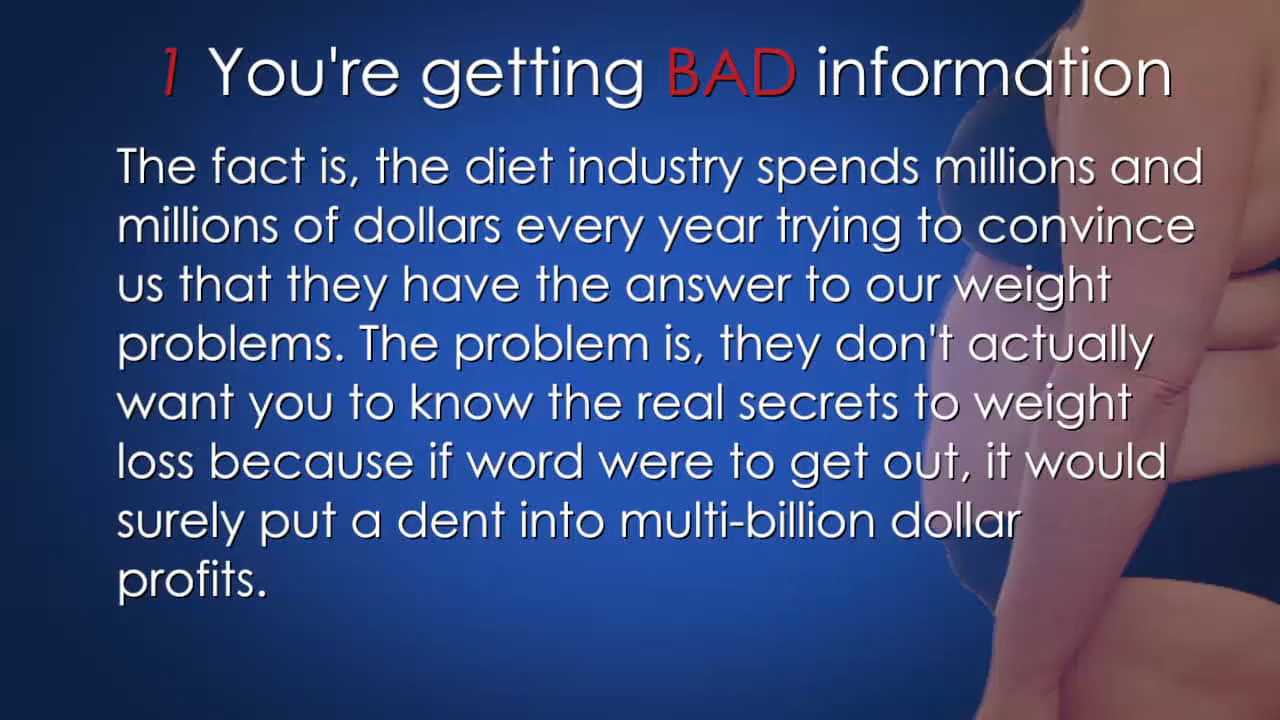 1 You're getting BAD information
The fact is, the diet industry spends millions and
millions of dollars every year trying to convince
us that they have the answer to our weight
problems. The problem is, they don't actually
want you to know the real secrets to weight
loss because if word were to get out, it would
surely put a dent into multi-billion dollar
profits.